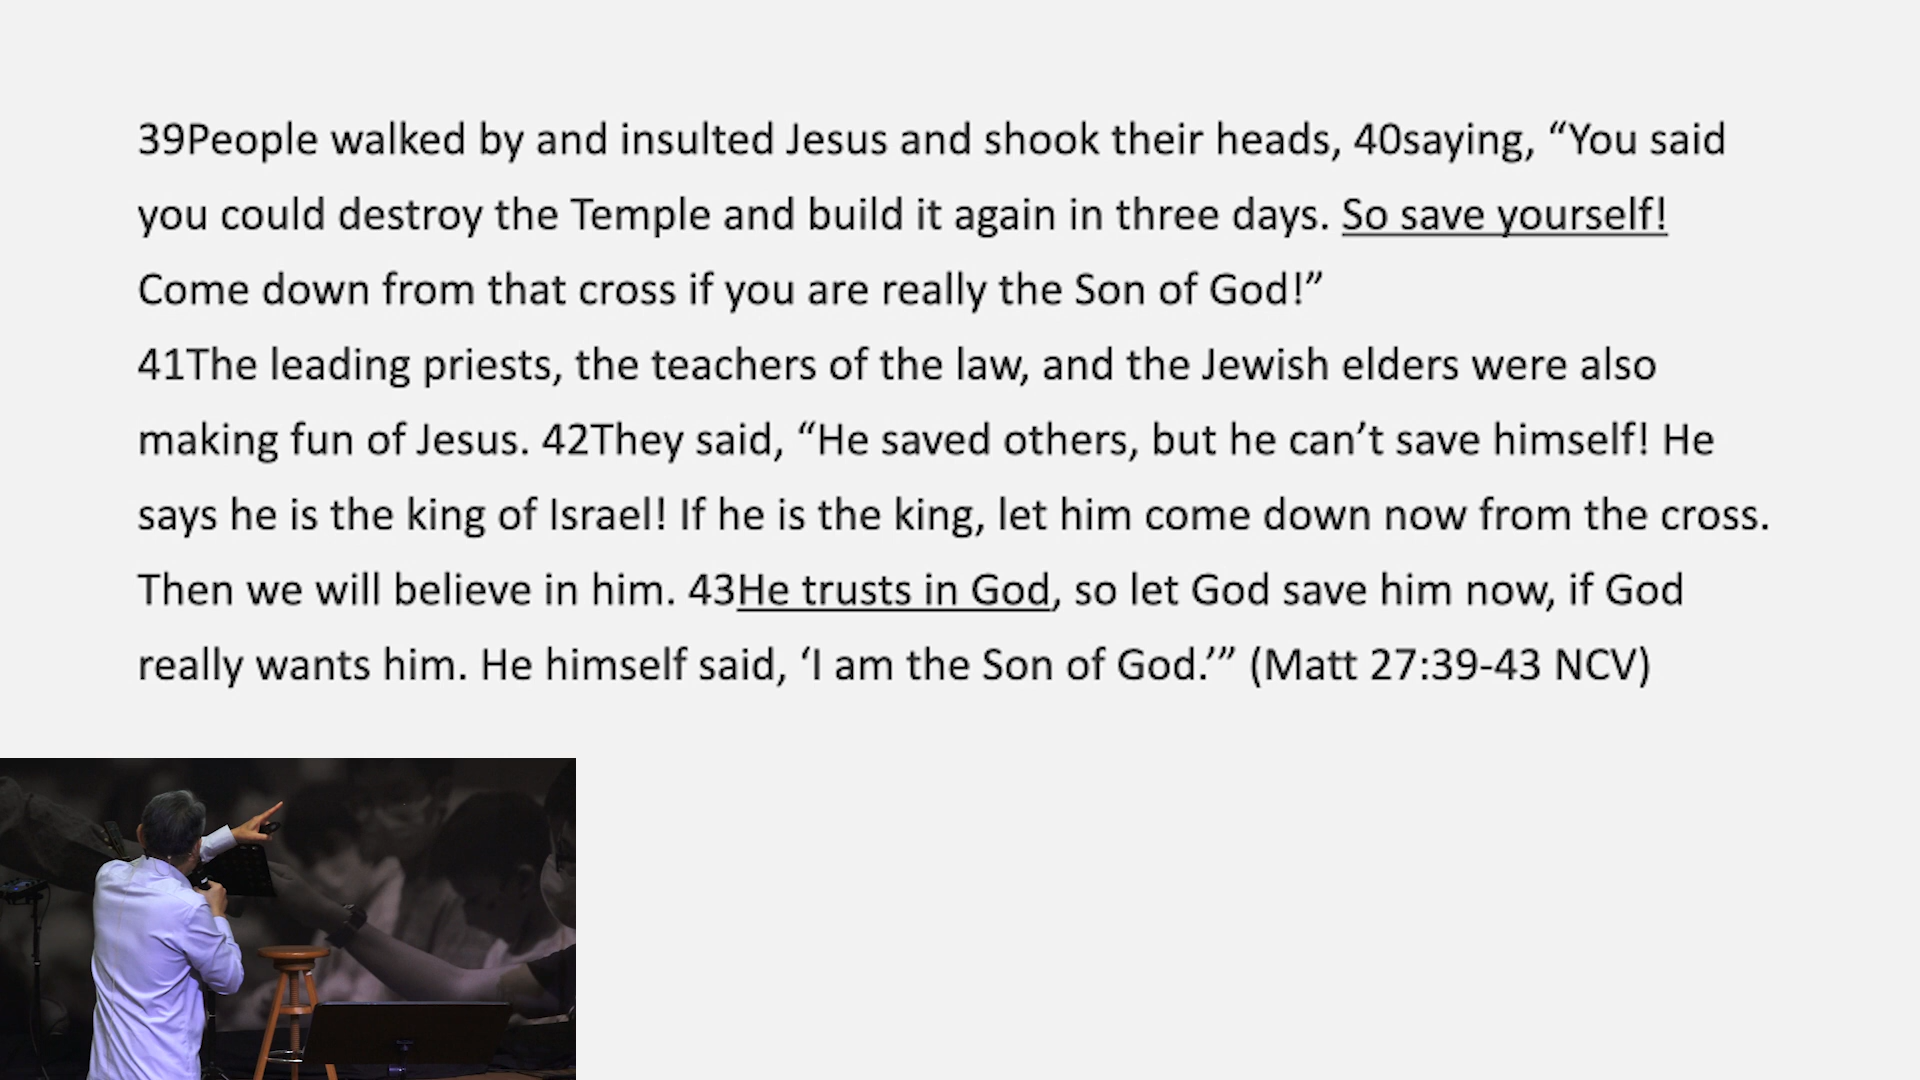 39People walked by and insulted Jesus and shook their heads, 40saying, “You said
you could destroy the Temple and build it again in three days. So save yourself!
Come down from that cross if you are really the Son of God!”
41The leading priests, the teachers of the law, and the Jewish elders were also
making fun of Jesus. 42They said, “He saved others, but he can’t save himself! He
says he is the king of Israel! If he is the king, let him come down now from the cross.
Then we will believe in him. 43He trusts in God, so let God save him now, if God
really wants him. He himself said, ‘I am the Son of God.’” (Matt 27:39-43 NCV)